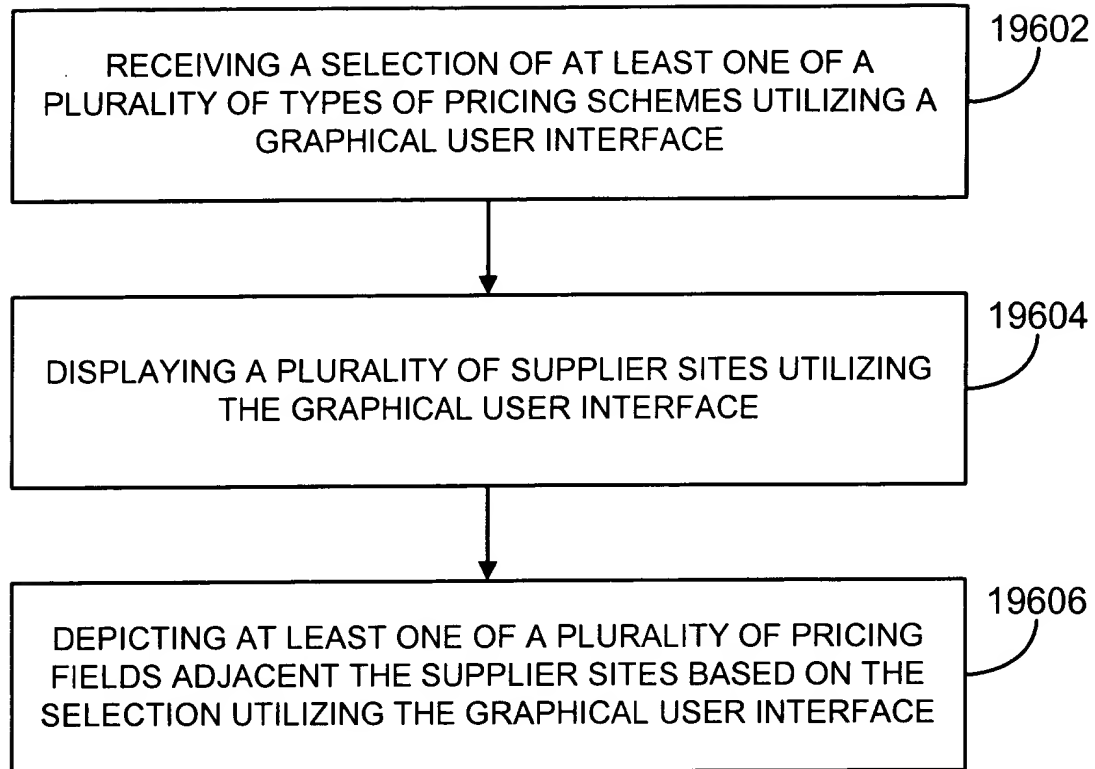 19602
RECEIVING A SELECTION OF AT LEAST ONE OF A
PLURALITY OF TYPES OF PRICING SCHEMES UTILIZING A
GRAPHICAL USER INTERFACE
19604
DISPLAYING A PLURALITY OF SUPPLIER SITES UTILIZING
THE GRAPHICAL USER INTERFACE
19606
DEPICTING AT LEAST ONE OF A PLURALITY OF PRICING
FIELDS ADJACENT THE SUPPLIER SITES BASED ON THE
SELECTION UTILIZING THE GRAPHICAL USER INTERFACE